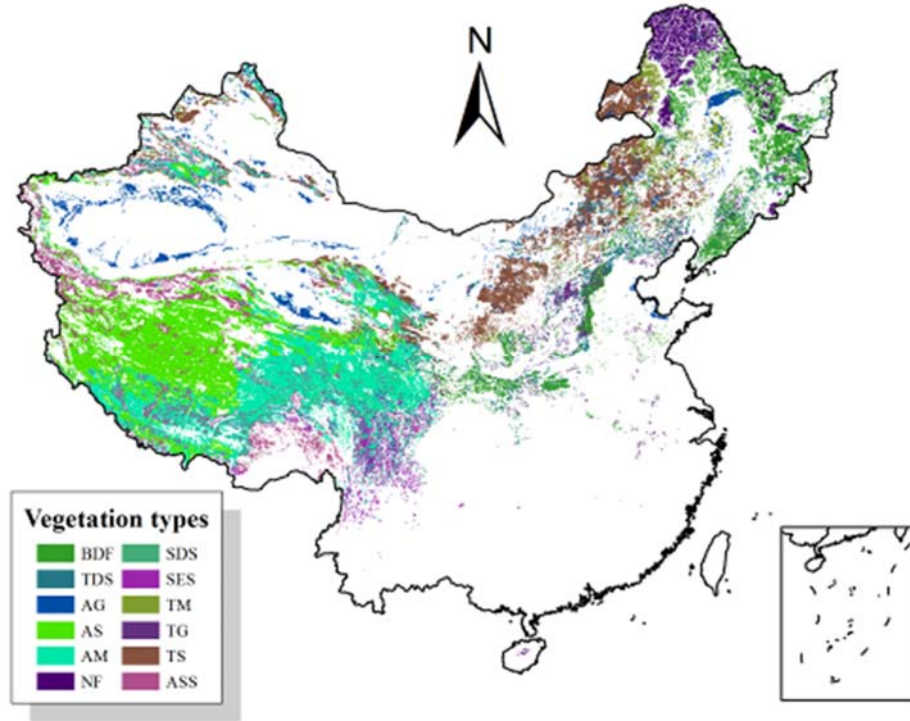 N
Vegetation types
BDF SDS
TDS SES
AG TM
AS TG
AM TS
NF ASS